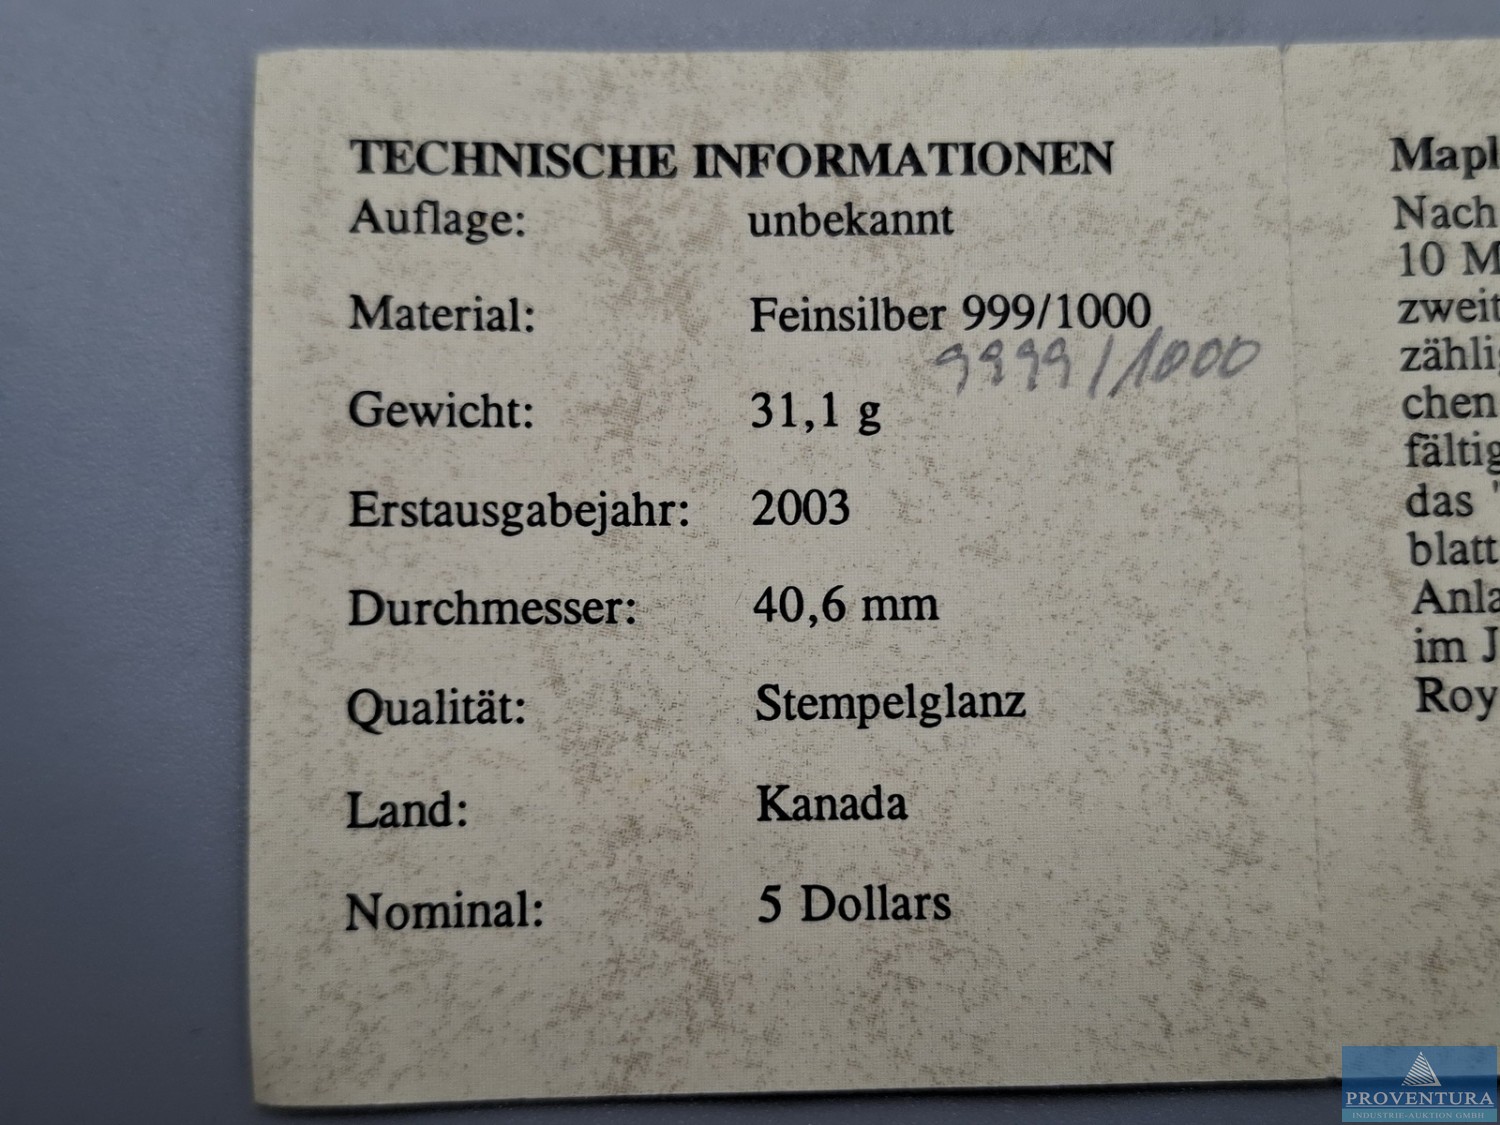 TECHNISCHE INFORMATIONEN
Auflage: unbekannt
Material: Feinsilber 999/1000
9999/1000
Gewicht: 31,1 g
Erstausgabejahr: 2003
Durchmesser: 40,6 mm
Qualität: Stempelglanz
Land: Kanada
Nominal: 5 Dollars
Mapl
Nach
10 M
zweit
zählig
chen
fältig
das "
blatt
Anla
im J
Roy
PROVENTURA
INDUSTRIE-AUKTION GMBH